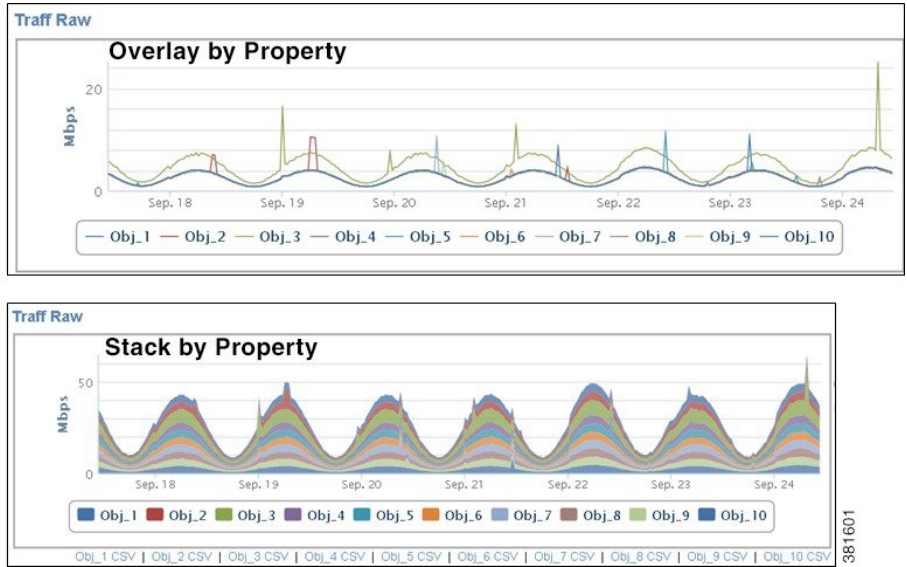 Traff Raw
Overlay by Property
20
Mbps
0
Sep. 18 Sep. 19 Sep. 20 Sep. 21 Sep. 22 Sep. 23 Sep. 24
Obj_1 Obj_2 Obj_3 Obj_4 Obj_5 Obj_6 Obj_7 Obj_8 Obj_9 Obj_10
Traff Raw
Stack by Property
50
Mbps
0
Sep. 18 Sep. 19 Sep. 20 Sep. 21 Sep. 22 Sep. 23 Sep. 24
Obj_1 Obj_2 Obj_3 Obj_4 Obj_5 Obj_6 Obj_7 Obj_8 Obj_9 Obj_10
Obj_1 CSV | Obj_2 CSV | Obj_3 CSV | Obj_4 CSV | Obj_5 CSV | Obj_6 CSV | Obj_7 CSV | Obj_8 CSV | Obj_9 CSV | Obj_10 CSV
381601